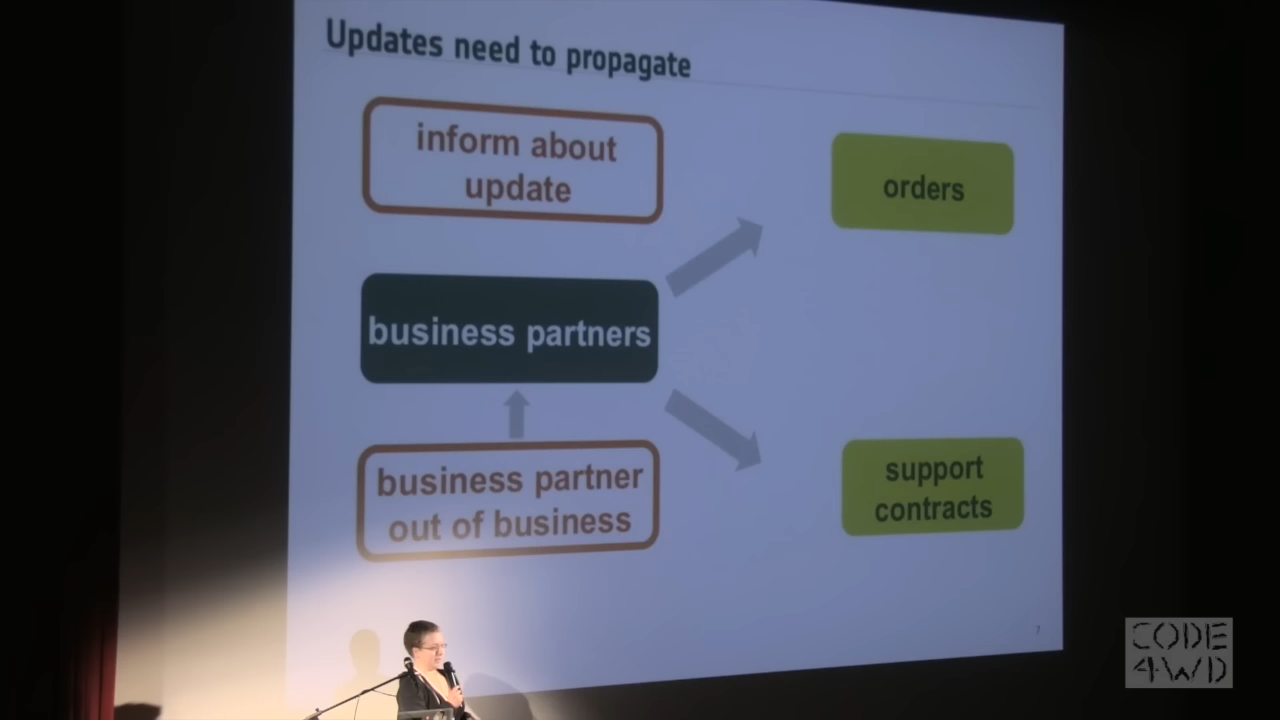 Updates need to propagate
inform about
update
orders
business partners
business partner
out of business
support
contracts
7
CODE
4WD